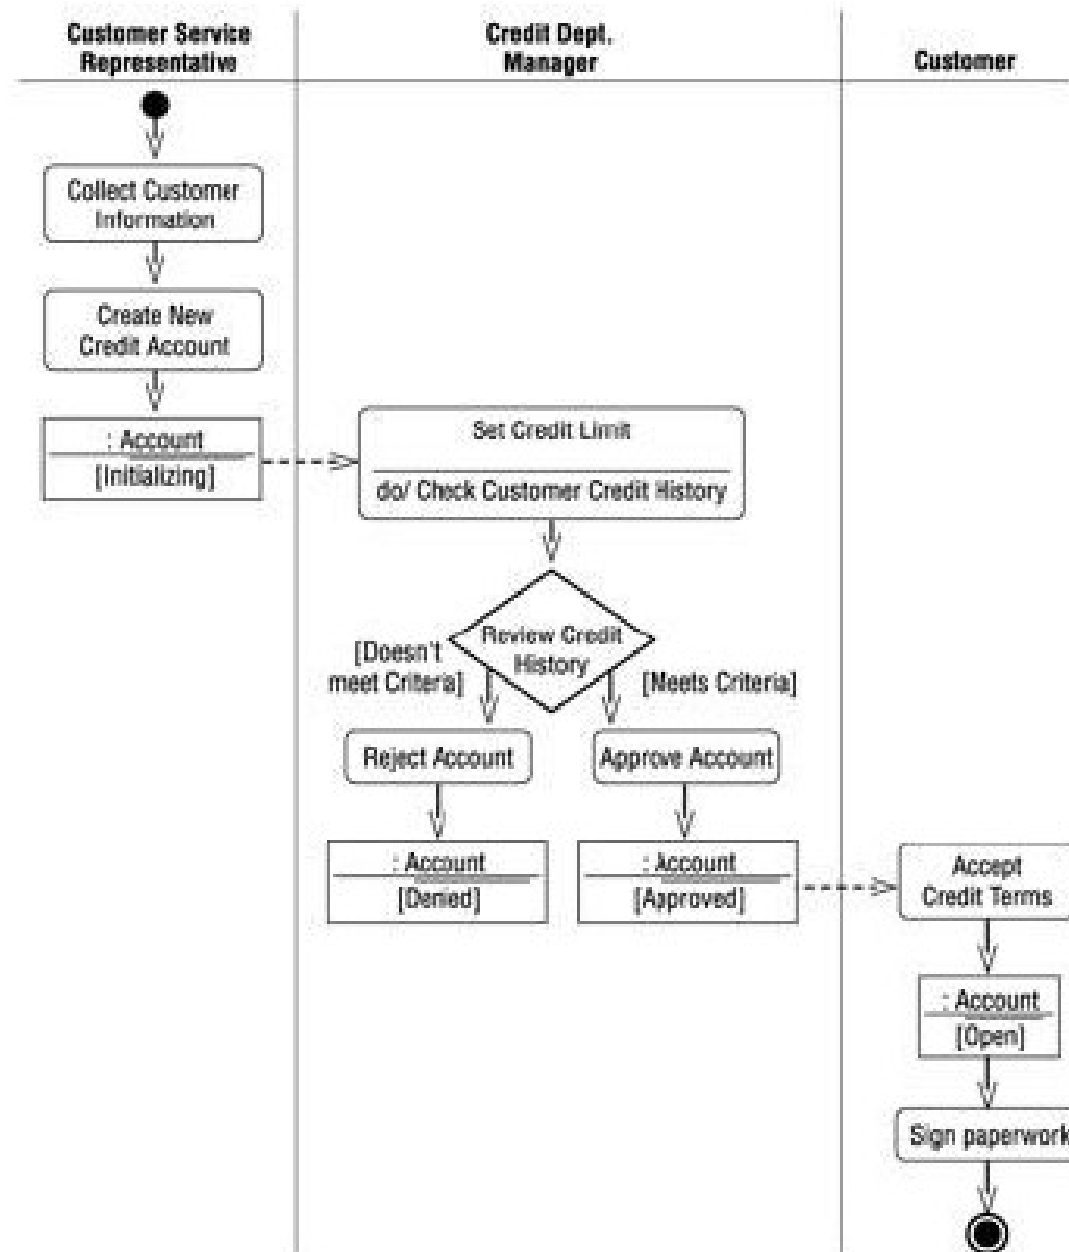 Customer Service
Representative
Credit Dept.
Manager
Customer
Collect Customer
Information
Create New
Credit Account
: Account
[Initializing]
Set Credit Limit
do/ Check Customer Credit History
Review Credit
History
[Doesn't
meet Criteria]
[Meets Criteria]
Reject Account
Approve Account
: Account
[Denied]
: Account
[Approved]
Accept
Credit Terms
: Account
[Open]
Sign paperwork